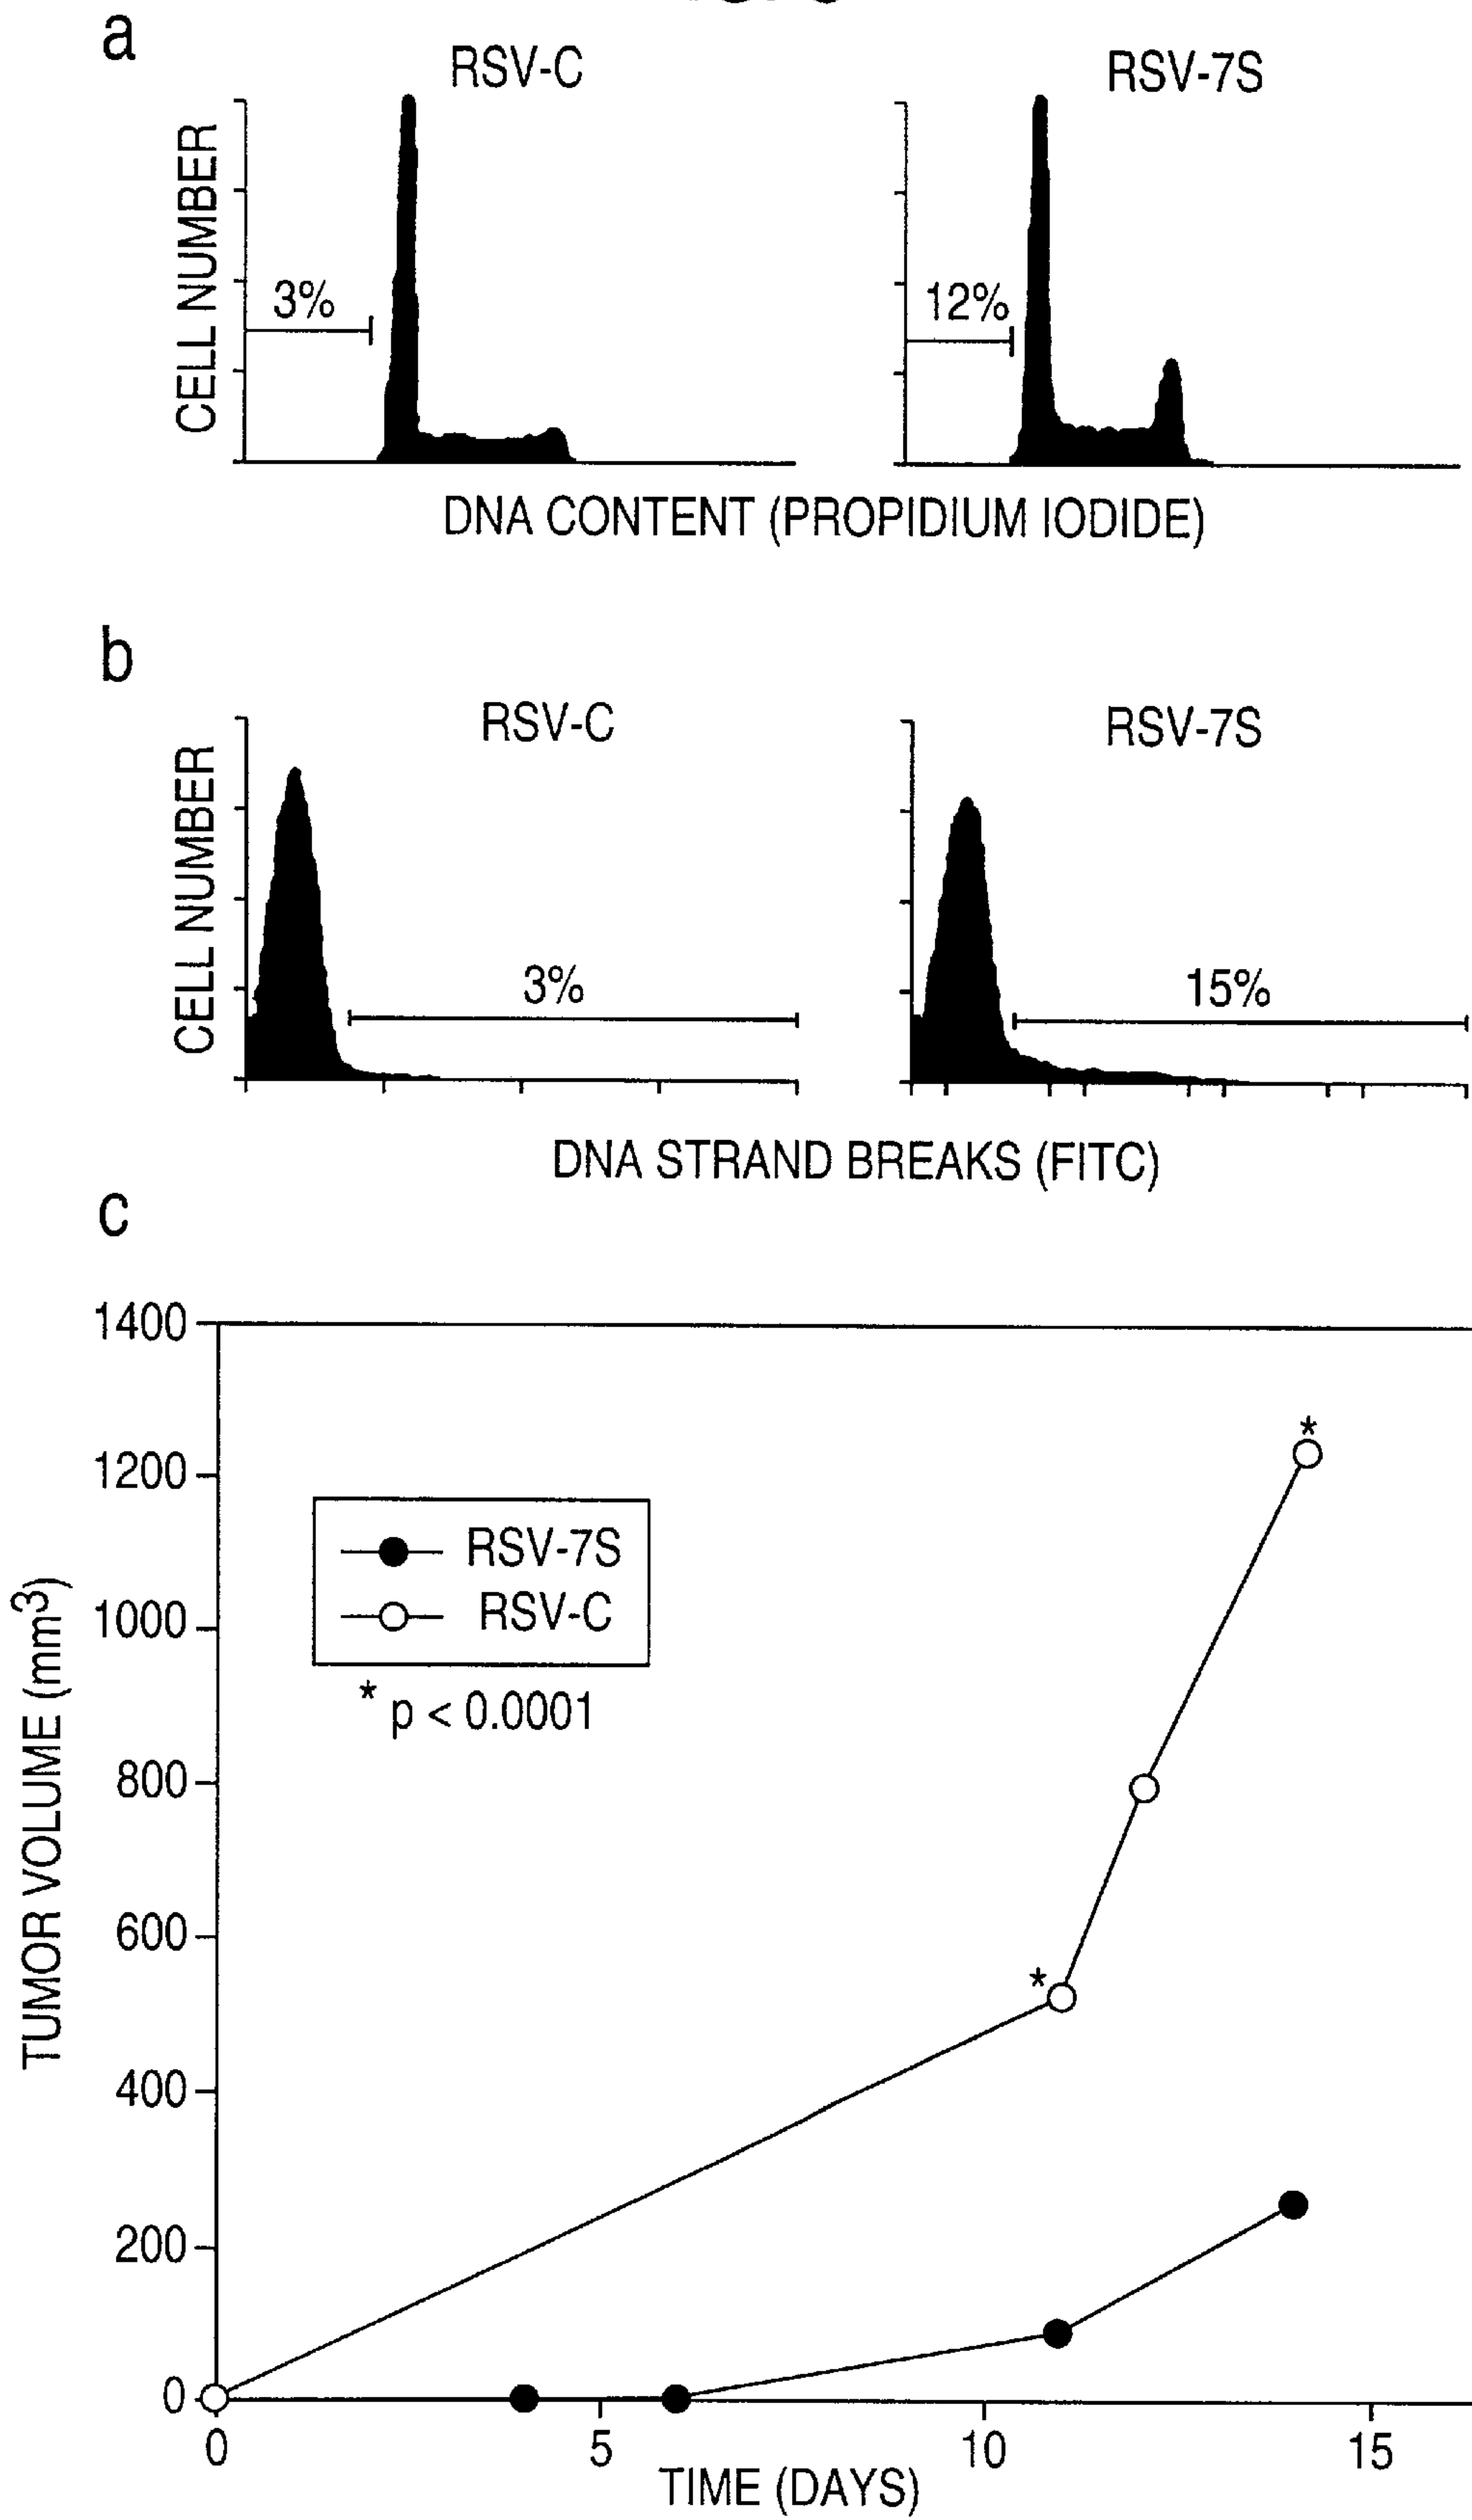 a
RSV-C
RSV-7S
CELL NUMBER
3%
12%
DNA CONTENT (PROPIDIUM IODIDE)
b
RSV-C
RSV-7S
CELL NUMBER
3%
15%
DNA STRAND BREAKS (FITC)
c
1400
1200
1000
800
600
400
200
0
TUMOR VOLUME (mm³)
RSV-7S
RSV-C
* p < 0.0001
*
*
0
5
10
15
TIME (DAYS)